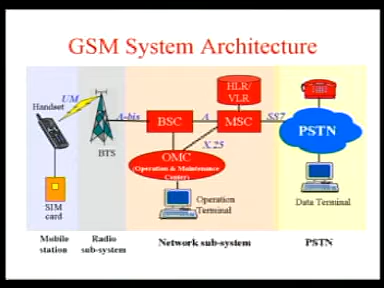 GSM System Architecture
HLR/
VLR
UM
Handset
A-bis
BSC
A
MSC
SS7
PSTN
BTS
X.25
OMC
(Operation & Maintenance
Center)
SIM
card
Operation
Terminal
Data Terminal
Mobile
station
Radio
sub-system
Network sub-system
PSTN